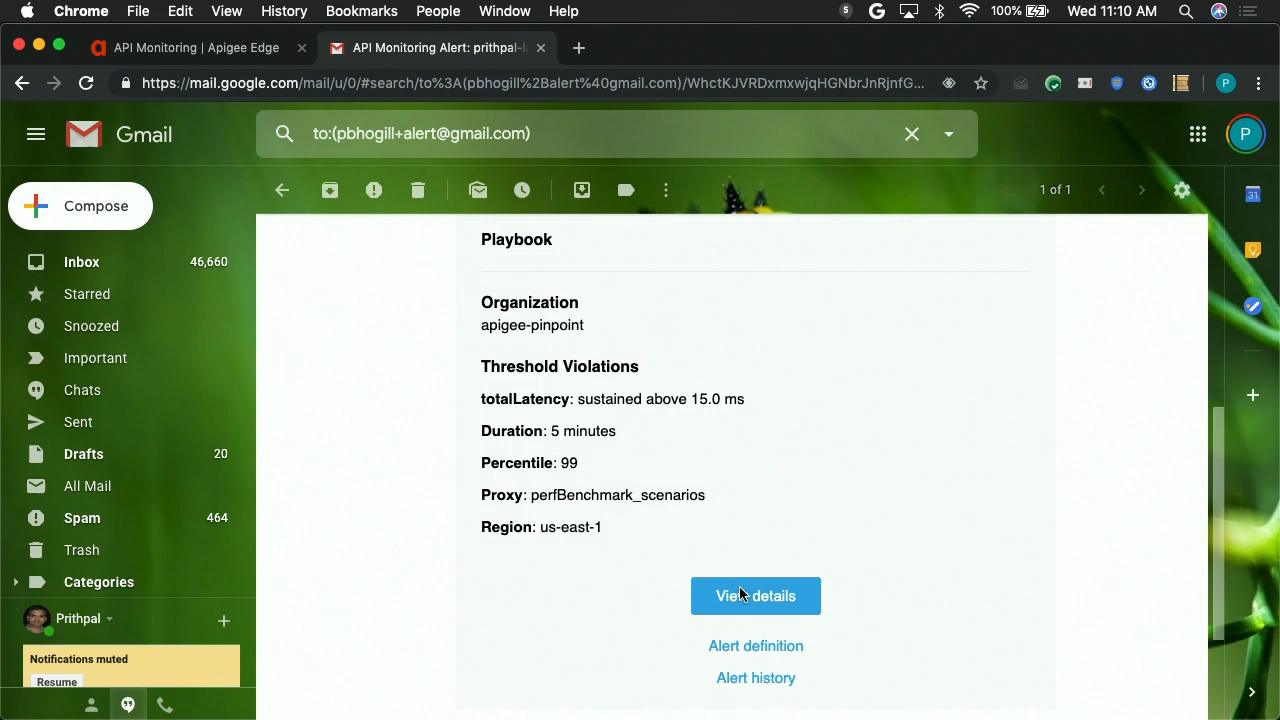 Chrome File Edit View History Bookmarks People Window Help 5 100% Wed 11:10 AM
API Monitoring | Apigee Edge
API Monitoring Alert: prithpal-l
https://mail.google.com/mail/u/0/#search/to%3A(pbhogill%2Balert%40gmail.com)/WhctKJVRDxmxwjqHGNbrJnRjnfG... P
Gmail
to:(pbhogill+alert@gmail.com)
P
Compose
1 of 1
31
Inbox 46,660
Starred
Snoozed
Important
Chats
Sent
Drafts 20
All Mail
Spam 464
Trash
Categories
Prithpal
Notifications muted
Resume
Playbook
Organization
apigee-pinpoint
Threshold Violations
totalLatency: sustained above 15.0 ms
Duration: 5 minutes
Percentile: 99
Proxy: perfBenchmark_scenarios
Region: us-east-1
View details
Alert definition
Alert history